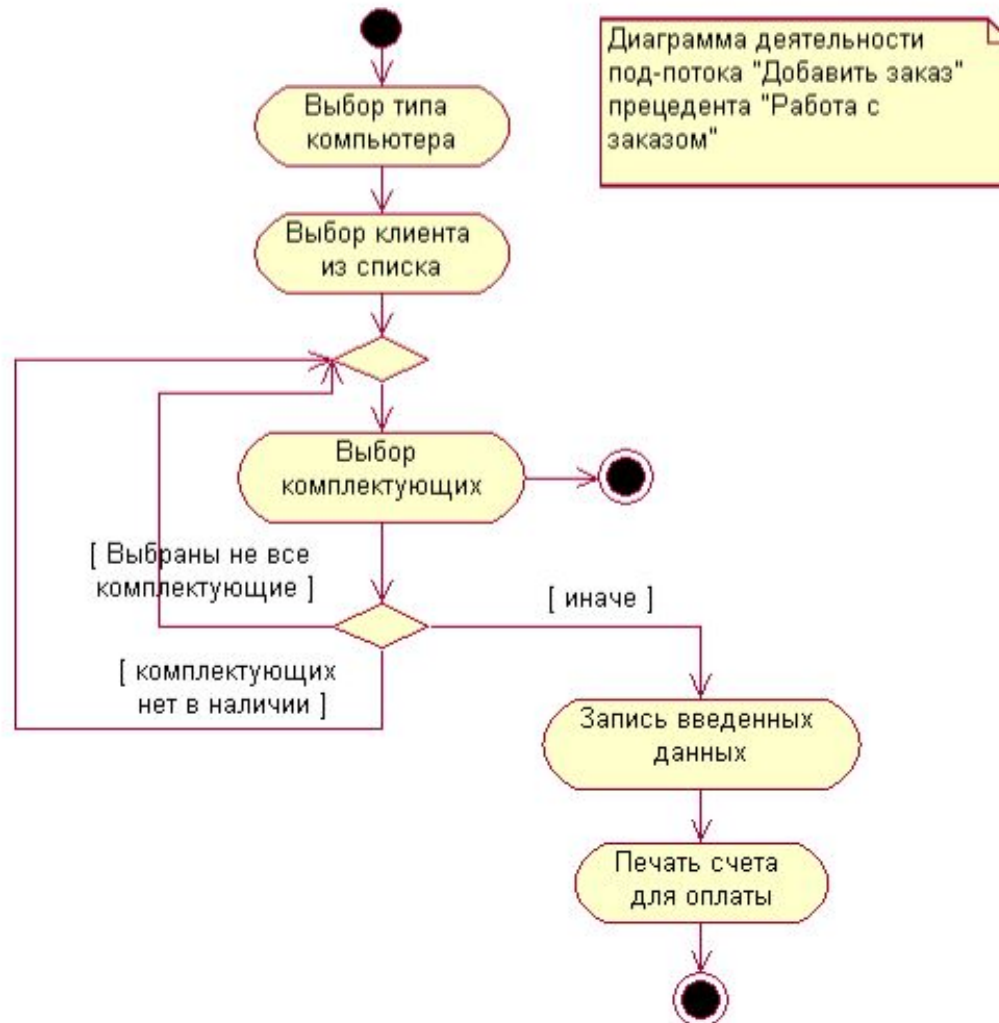 Диаграмма деятельности
под-потока "Добавить заказ"
прецедента "Работа с
заказом"
Выбор типа
компьютера
Выбор клиента
из списка
Выбор
комплектующих
[ Выбраны не все
комплектующие ]
[ иначе ]
[ комплектующих
нет в наличии ]
Запись введенных
данных
Печать счета
для оплаты